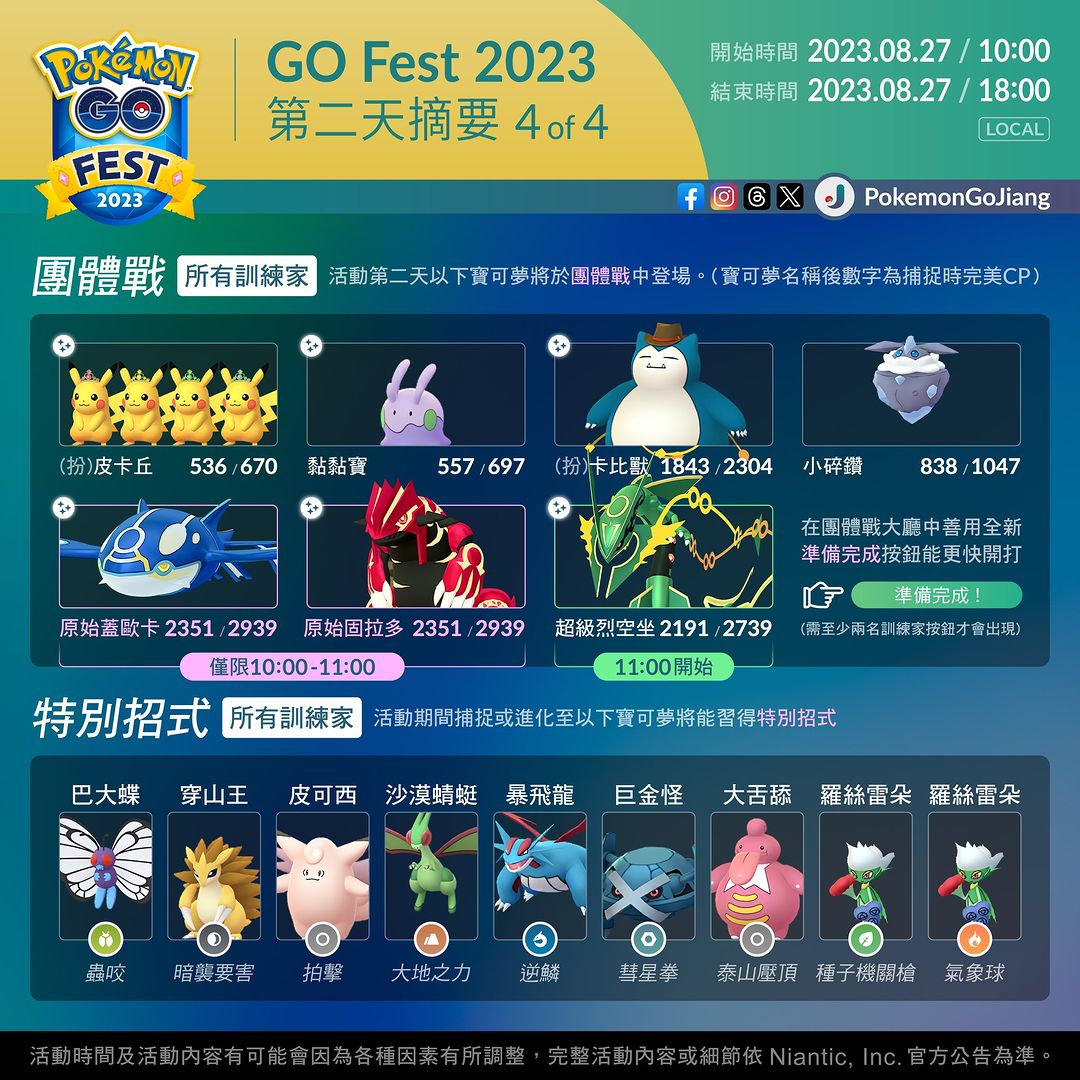 POKÉMON
GO
FEST
2023
GO Fest 2023
第二天摘要 4 of 4
開始時間 2023.08.27 / 10:00
結束時間 2023.08.27 / 18:00
LOCAL
PokemonGoJiang
團體戰 所有訓練家 活動第二天以下寶可夢將於團體戰中登場。(寶可夢名稱後數字為捕捉時完美CP)
(扮)皮卡丘 536 / 670
黏黏寶 557 / 697
(扮)卡比獸 1843 / 2304
小碎鑽 838 / 1047
原始蓋歐卡 2351 / 2939
原始固拉多 2351 / 2939
超級烈空坐 2191 / 2739
在團體戰大廳中善用全新
準備完成按鈕能更快開打
準備完成！
(需至少兩名訓練家按鈕才會出現)
僅限10:00-11:00
11:00開始
特別招式 所有訓練家 活動期間捕捉或進化至以下寶可夢將能習得特別招式
巴大蝶 穿山王 皮可西 沙漠蜻蜓 暴飛龍 巨金怪 大舌舔 羅絲雷朵 羅絲雷朵
蟲咬 暗襲要害 拍擊 大地之力 逆鱗 彗星拳 泰山壓頂 種子機關槍 氣象球
活動時間及活動內容有可能會因為各種因素有所調整，完整活動內容或細節依 Niantic, Inc. 官方公告為準。